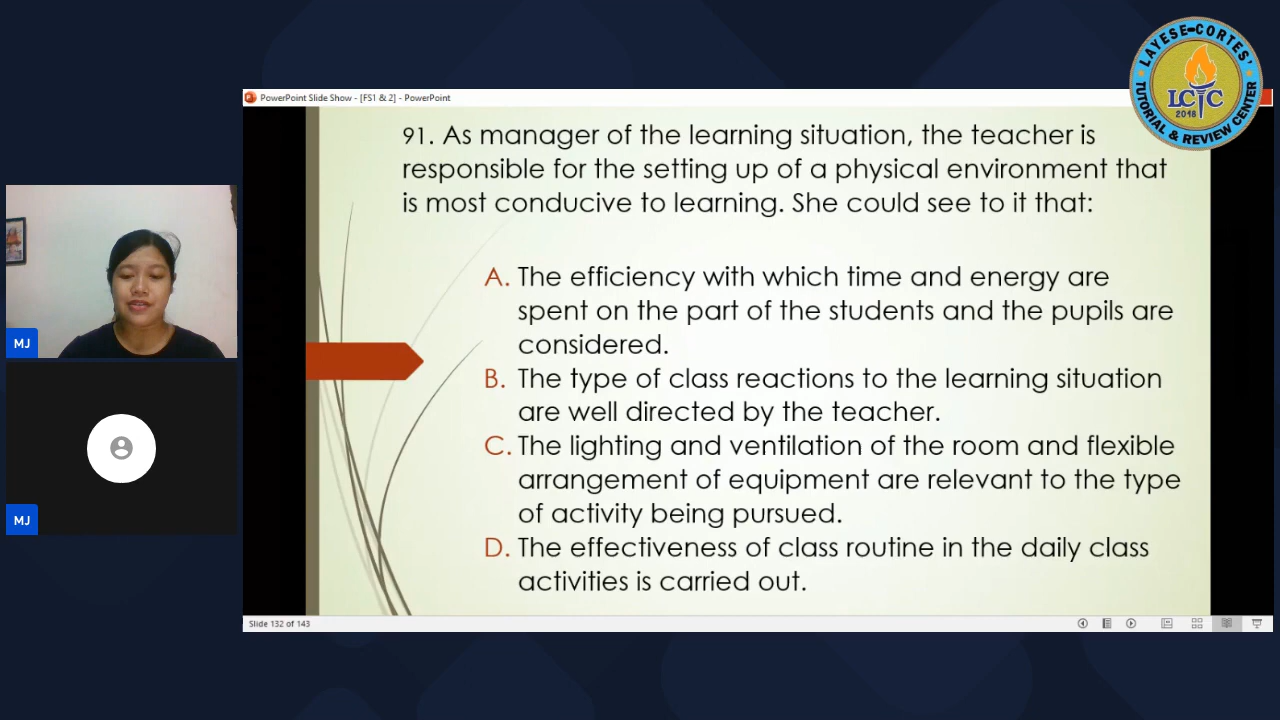 LAYESE-CORTES'
LCTC
2018
TUTORIAL & REVIEW CENTER
PowerPoint Slide Show - [FS1 & 2] - PowerPoint
91. As manager of the learning situation, the teacher is
responsible for the setting up of a physical environment that
is most conducive to learning. She could see to it that:
A. The efficiency with which time and energy are
spent on the part of the students and the pupils are
considered.
B. The type of class reactions to the learning situation
are well directed by the teacher.
C. The lighting and ventilation of the room and flexible
arrangement of equipment are relevant to the type
of activity being pursued.
D. The effectiveness of class routine in the daily class
activities is carried out.
MJ
MJ
Slide 132 of 143